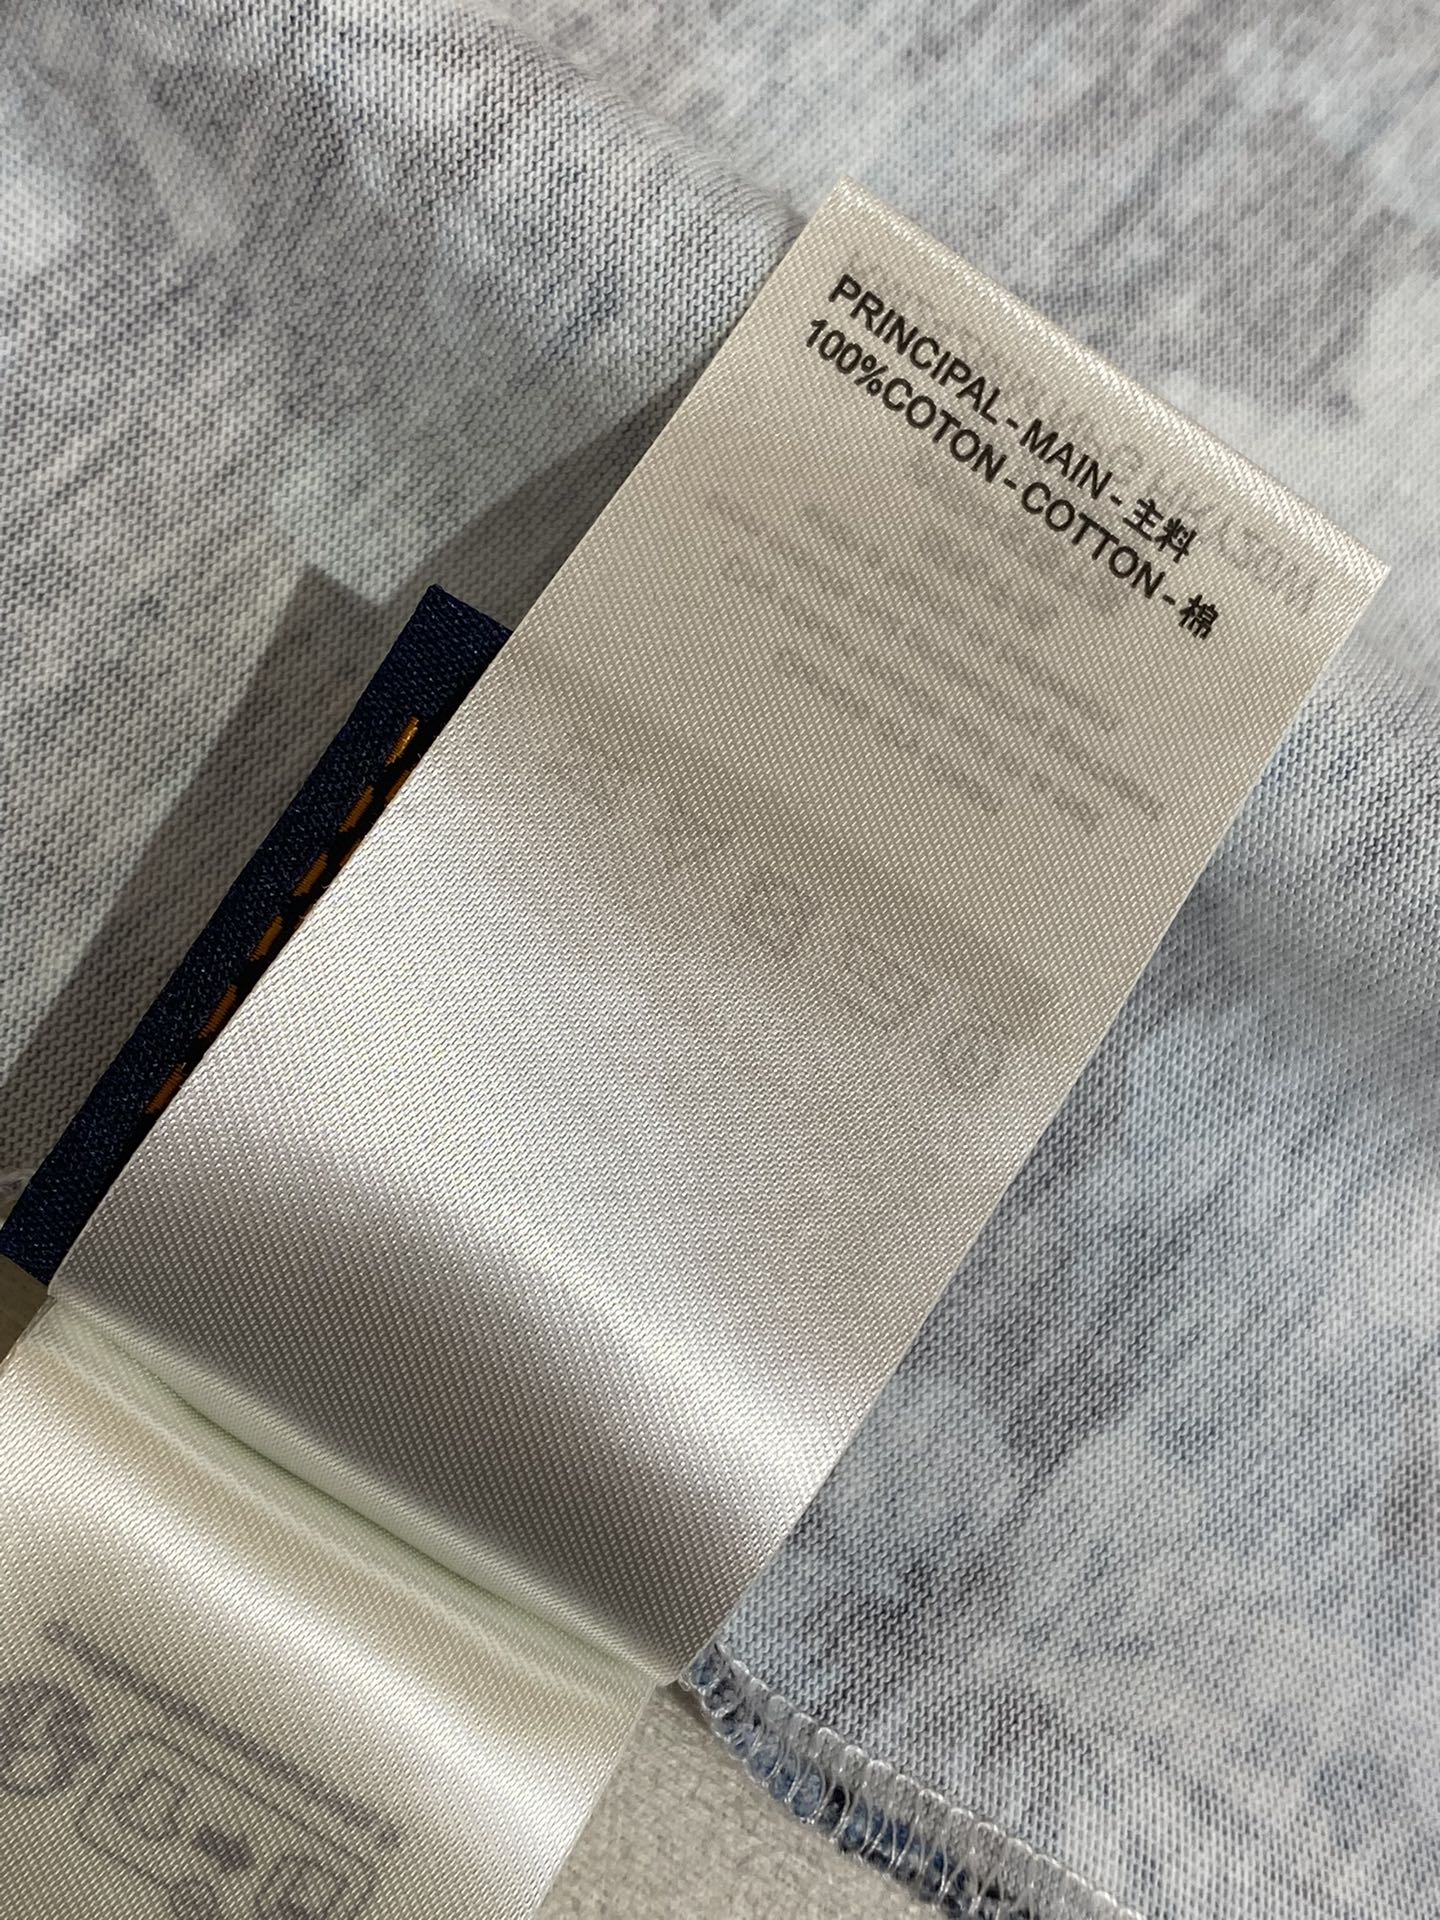 PRINCIPAL - MAIN - 主料
100%COTON - COTTON - 棉